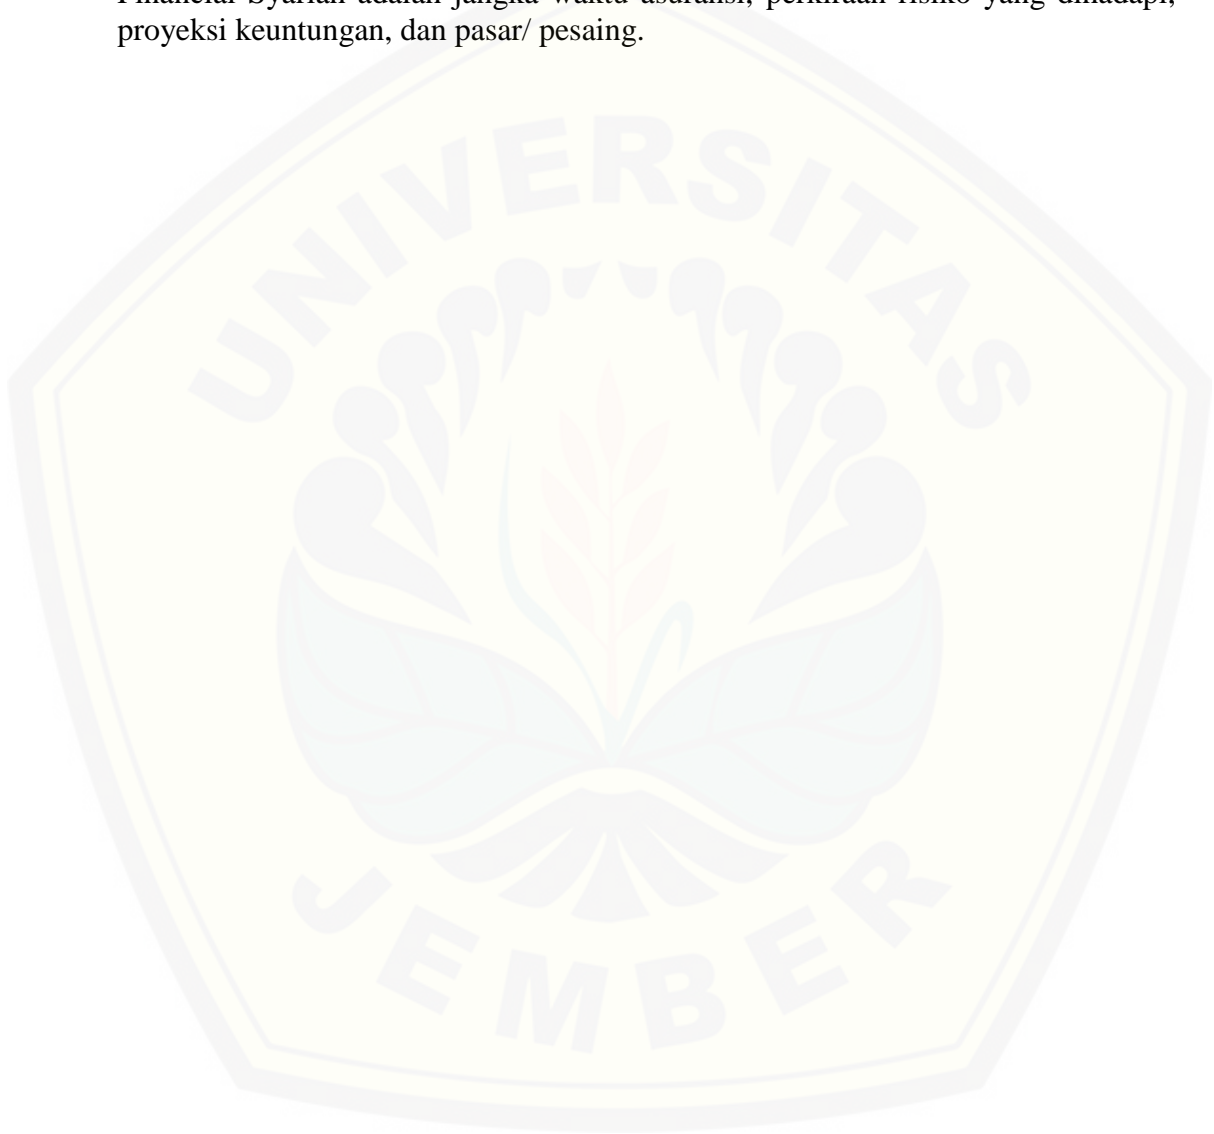 Financial Syariah adalah jangka waktu asuransi, perkiraan risiko yang dihadapi,
proyeksi keuntungan, dan pasar/ pesaing.
UNIVERSITAS
JEMBER